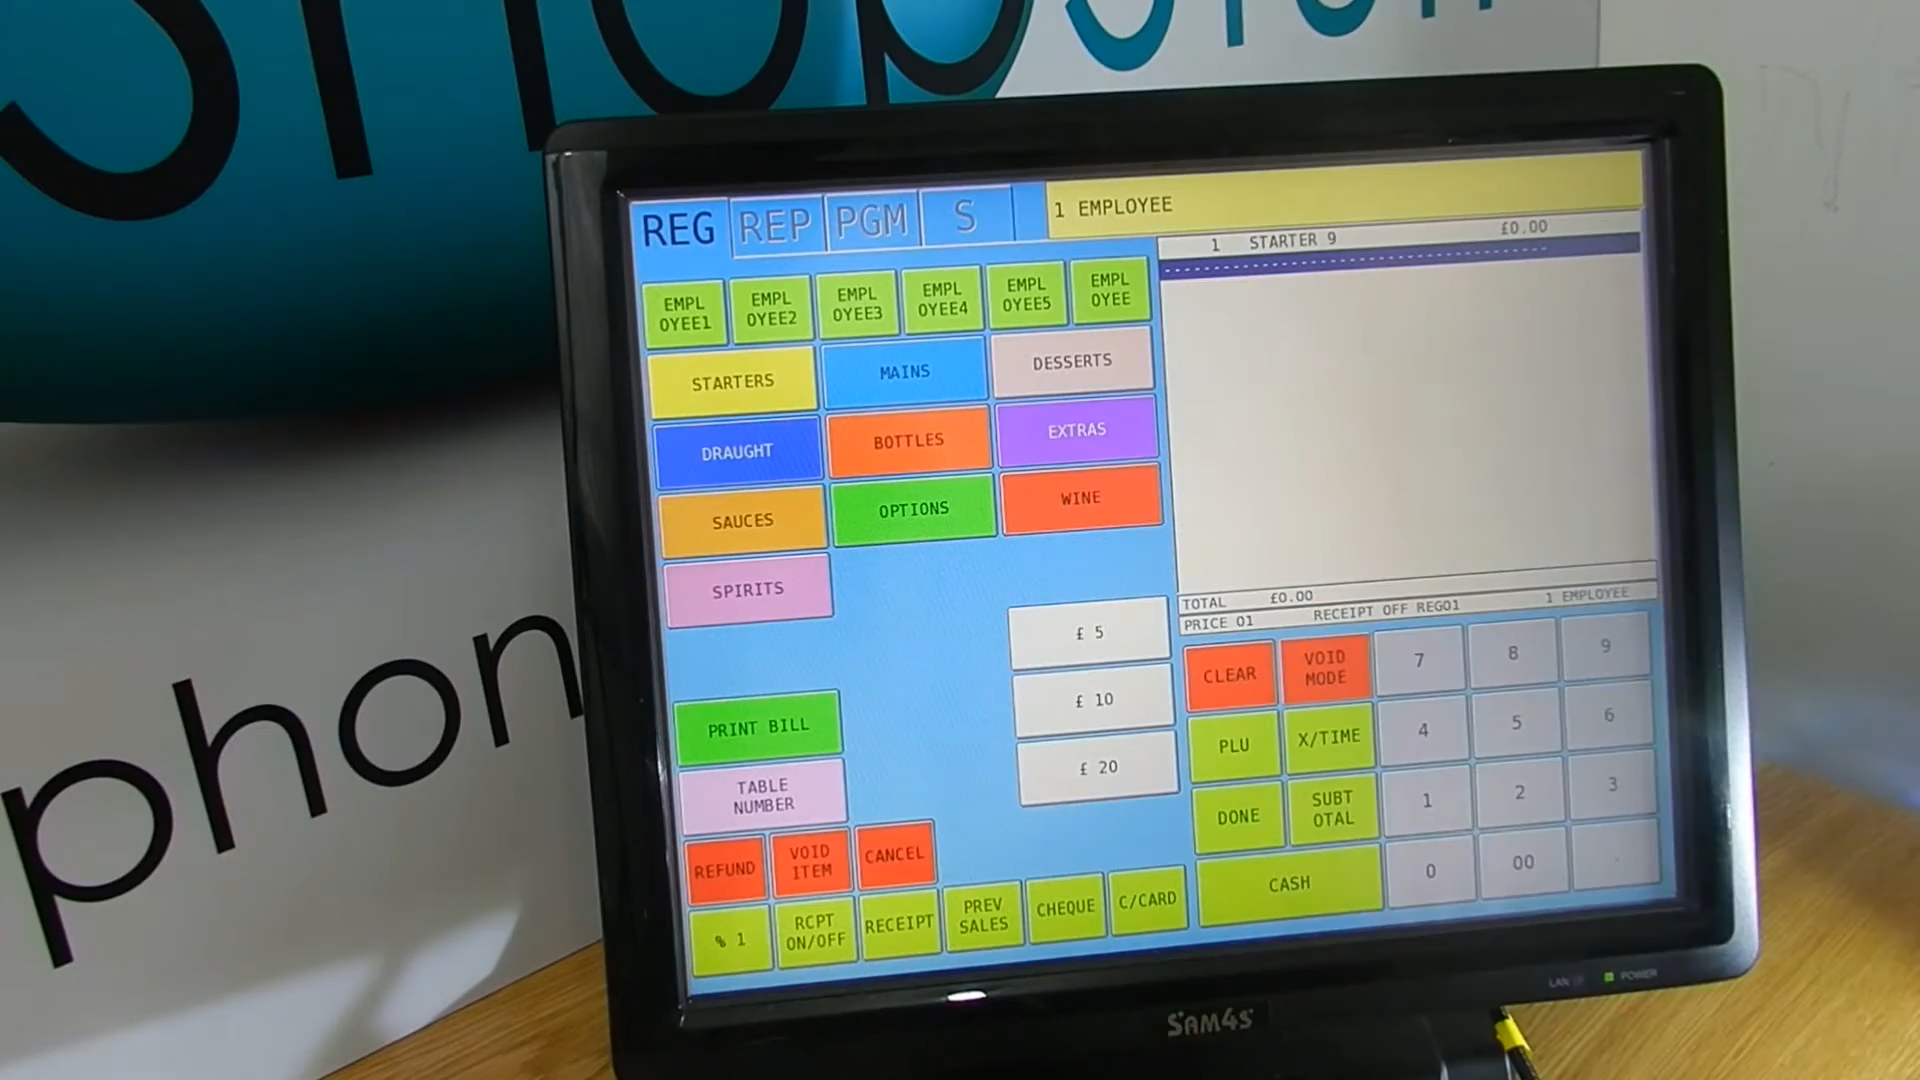 phon
REG REP PGM S
1 EMPLOYEE
1 STARTER 9 £0.00
EMPL
OYEE1
EMPL
OYEE2
EMPL
OYEE3
EMPL
OYEE4
EMPL
OYEE5
EMPL
OYEE
STARTERS
MAINS
DESSERTS
DRAUGHT
BOTTLES
EXTRAS
SAUCES
OPTIONS
WINE
SPIRITS
£ 5
£ 10
£ 20
PRINT BILL
TABLE
NUMBER
REFUND
VOID
ITEM
CANCEL
% 1
RCPT
ON/OFF
RECEIPT
PREV
SALES
CHEQUE
C/CARD
TOTAL £0.00
PRICE 01 RECEIPT OFF REG01 1 EMPLOYEE
CLEAR
VOID
MODE
7
8
9
PLU
X/TIME
4
5
6
DONE
SUBT
OTAL
1
2
3
CASH
0
00
.
LAN
POWER
SAM4S